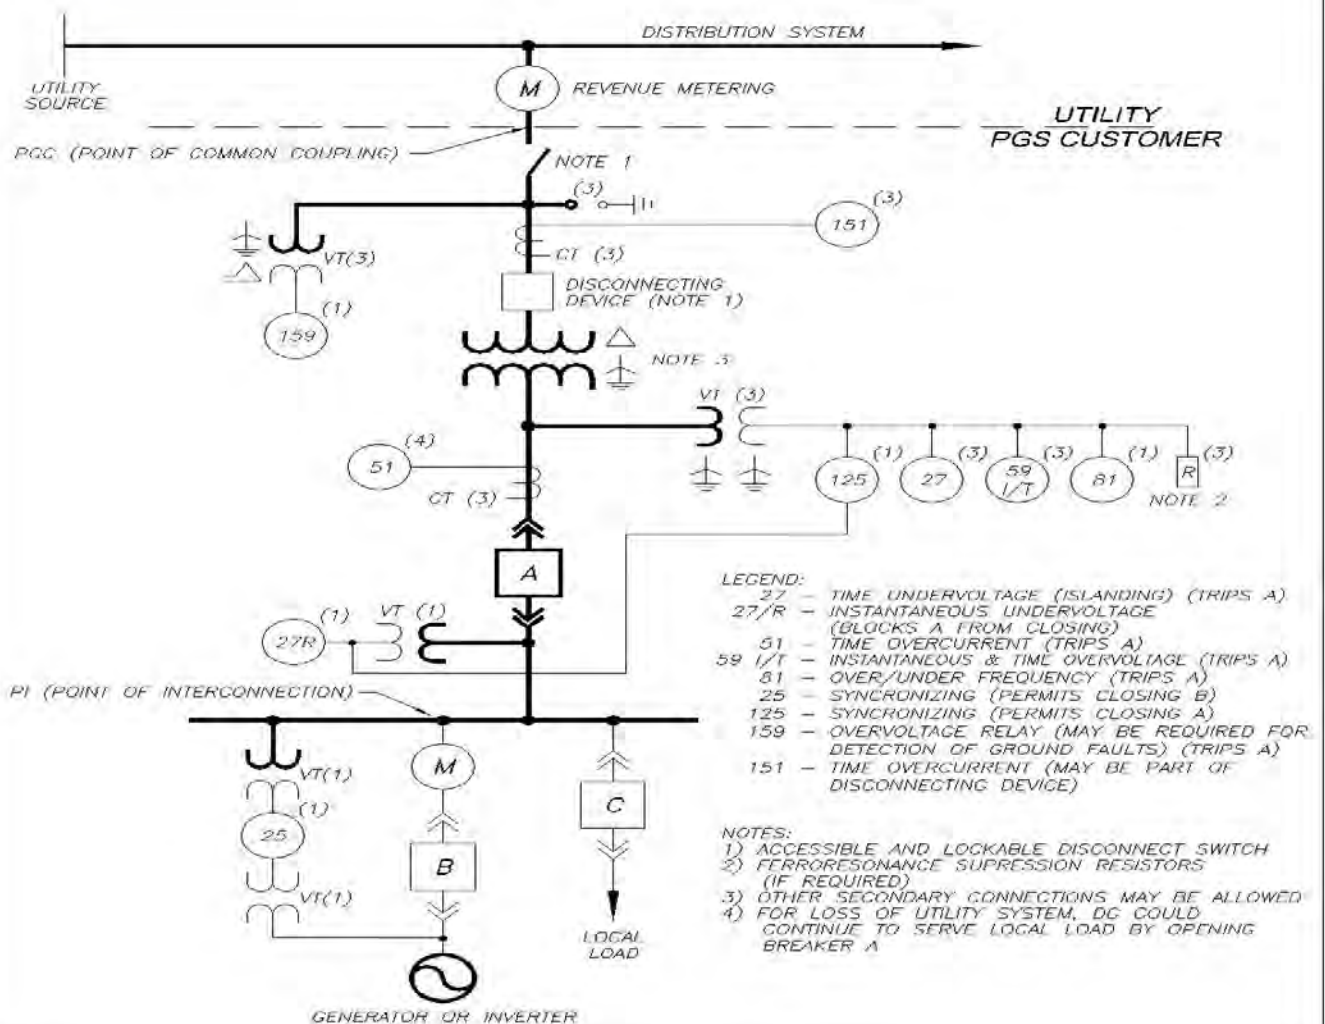 DISTRIBUTION SYSTEM
UTILITY
SOURCE
M
REVENUE METERING
UTILITY
PGS CUSTOMER
PCC (POINT OF COMMON COUPLING)
NOTE 1
(3)
(3)
151
VT(3)
CT (3)
DISCONNECTING
DEVICE (NOTE 1)
(1)
159
NOTE 3
VT (3)
(4)
51
CT (3)
(1)
(3)
(3)
(1)
(3)
125
27
59
I/T
81
R
NOTE 2
A
(1)
VT (1)
27R
PI (POINT OF INTERCONNECTION)
VT(1)
(1)
25
VT(1)
M
B
C
LOCAL
LOAD
GENERATOR OR INVERTER
LEGEND:
27 – TIME UNDERVOLTAGE (ISLANDING) (TRIPS A)
27/R – INSTANTANEOUS UNDERVOLTAGE
(BLOCKS A FROM CLOSING)
51 – TIME OVERCURRENT (TRIPS A)
59 I/T – INSTANTANEOUS & TIME OVERVOLTAGE (TRIPS A)
81 – OVER/UNDER FREQUENCY (TRIPS A)
25 – SYNCRONIZING (PERMITS CLOSING B)
125 – SYNCRONIZING (PERMITS CLOSING A)
159 – OVERVOLTAGE RELAY (MAY BE REQUIRED FOR
DETECTION OF GROUND FAULTS) (TRIPS A)
151 – TIME OVERCURRENT (MAY BE PART OF
DISCONNECTING DEVICE)
NOTES:
1) ACCESSIBLE AND LOCKABLE DISCONNECT SWITCH
2) FERRORESONANCE SUPRESSION RESISTORS
(IF REQUIRED)
3) OTHER SECONDARY CONNECTIONS MAY BE ALLOWED
4) FOR LOSS OF UTILITY SYSTEM, DG COULD
CONTINUE TO SERVE LOCAL LOAD BY OPENING
BREAKER A